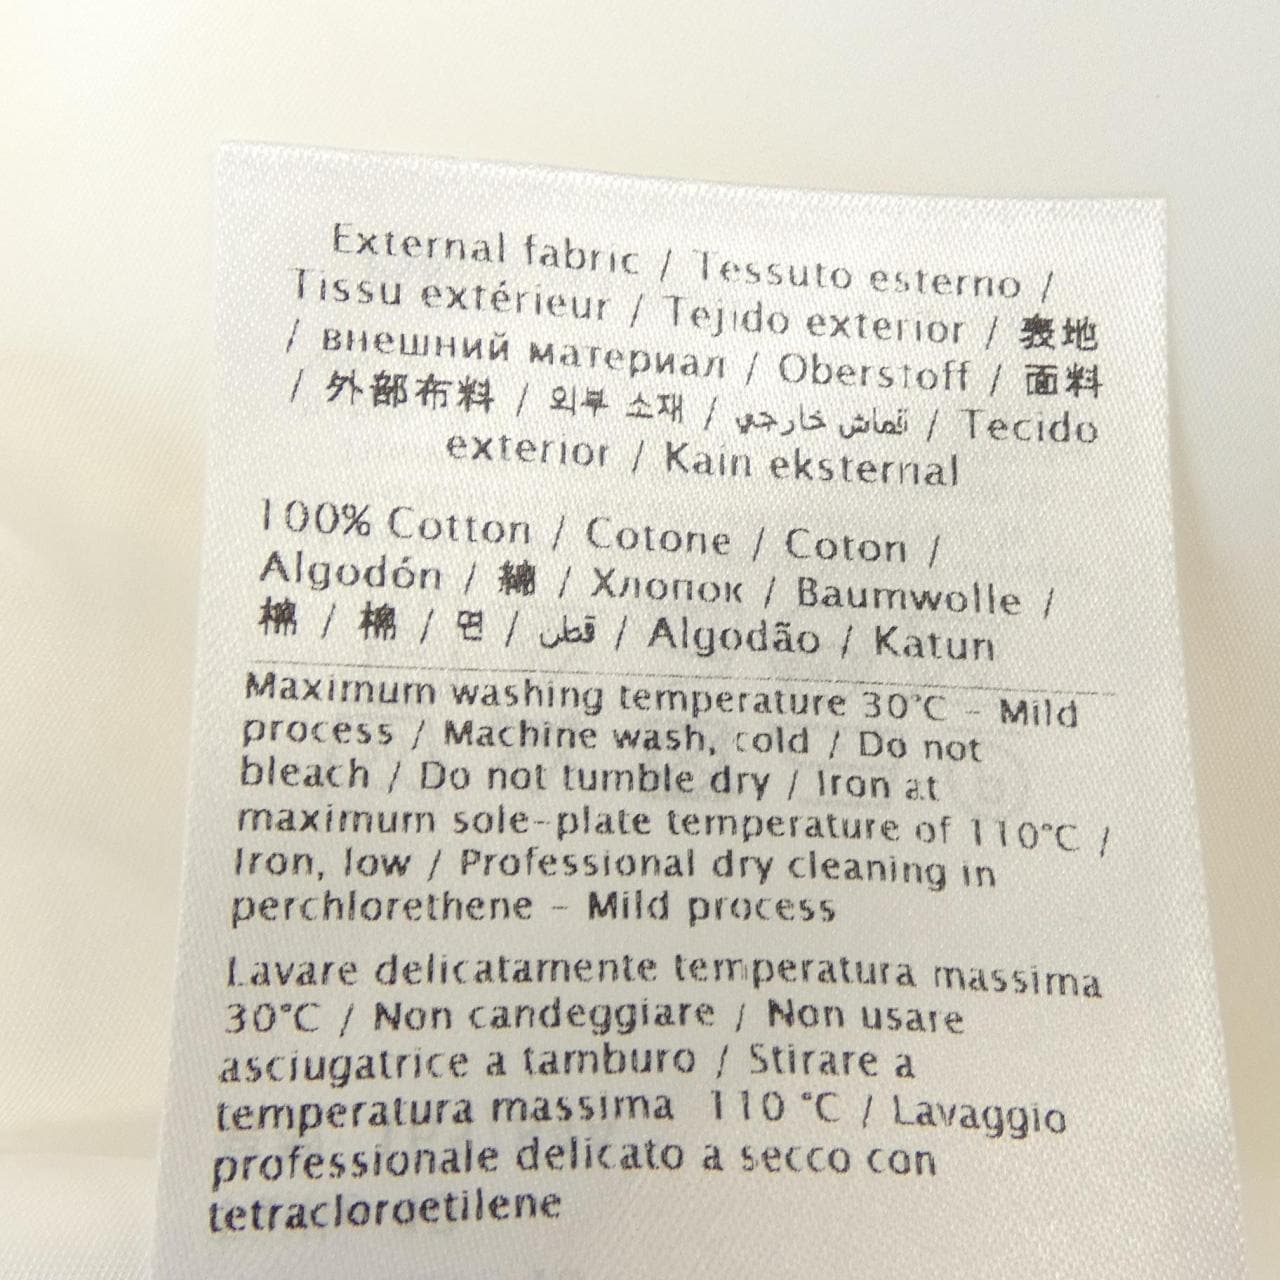 External fabric / Tessuto esterno /
Tissu extérieur / Tejido exterior / 表地
/ внешний материал / Oberstoff / 面料
/ 外部布料 / 외부 소재 / قماش خارجي / Tecido
exterior / Kain eksternal
100% Cotton / Cotone / Coton /
Algodón / 綿 / Хлопок / Baumwolle /
棉 / 棉 / 면 / قطن / Algodão / Katun
Maximum washing temperature 30°C - Mild
process / Machine wash, cold / Do not
bleach / Do not tumble dry / Iron at
maximum sole-plate temperature of 110°C /
Iron, low / Professional dry cleaning in
perchlorethene - Mild process
Lavare delicatamente temperatura massima
30°C / Non candeggiare / Non usare
asciugatrice a tamburo / Stirare a
temperatura massima 110 °C / Lavaggio
professionale delicato a secco con
tetracloroetilene